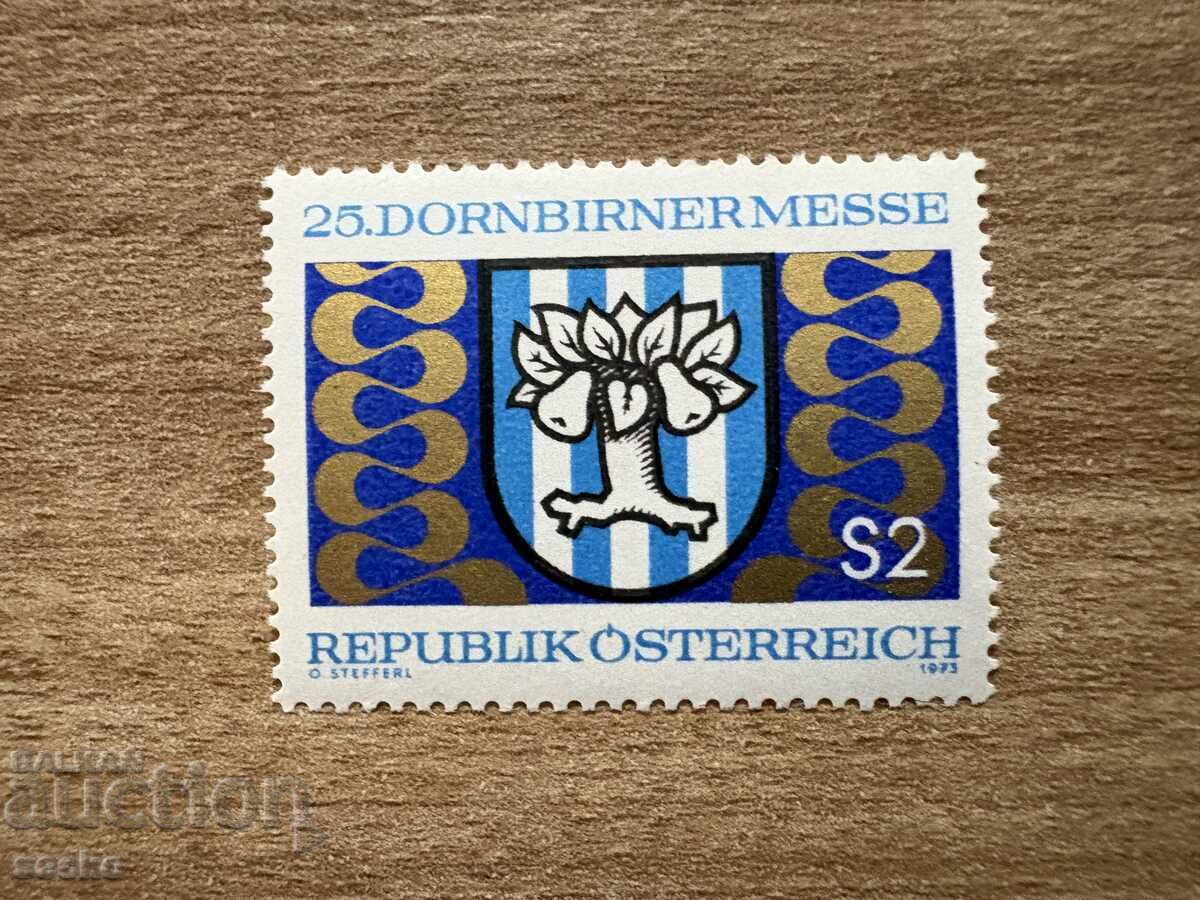 25.DORNBIRNER MESSE
S2
REPUBLIK ÖSTERREICH
O. STEFFERL 1973
BALKAN
auction
seeko